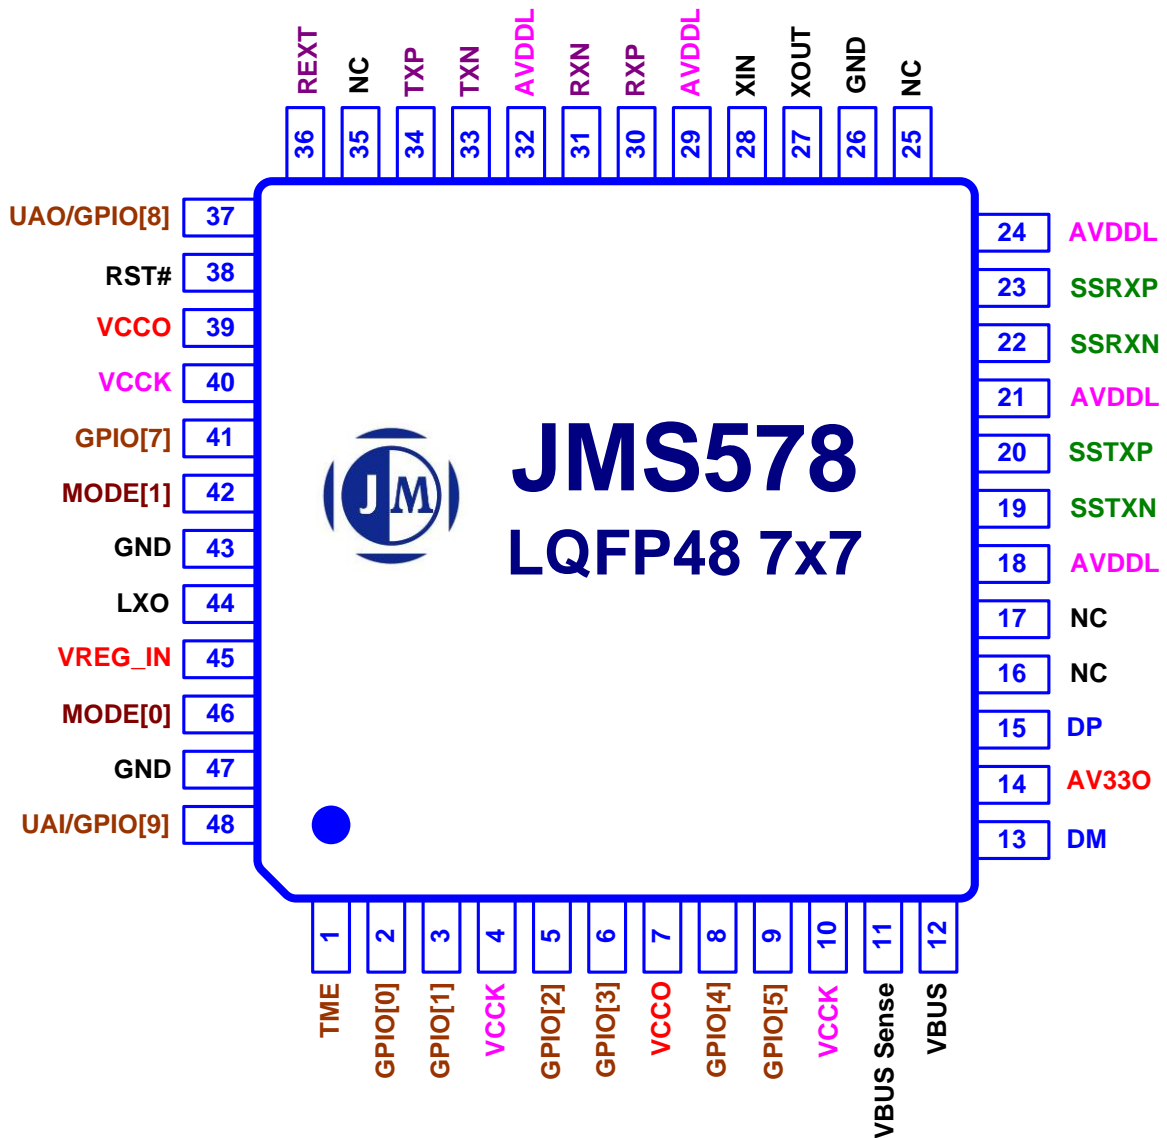 REXT NC TXP TXN AVDDL RXN RXP AVDDL XIN XOUT GND NC
36 35 34 33 32 31 30 29 28 27 26 25
UAO/GPIO[8] 37
RST# 38
VCCO 39
VCCK 40
GPIO[7] 41
MODE[1] 42
GND 43
LXO 44
VREG_IN 45
MODE[0] 46
GND 47
UAI/GPIO[9] 48
JM
JMS578
LQFP48 7x7
24 AVDDL
23 SSRXP
22 SSRXN
21 AVDDL
20 SSTXP
19 SSTXN
18 AVDDL
17 NC
16 NC
15 DP
14 AV33O
13 DM
1 2 3 4 5 6 7 8 9 10 11 12
TME GPIO[0] GPIO[1] VCCK GPIO[2] GPIO[3] VCCO GPIO[4] GPIO[5] VCCK VBUS Sense VBUS